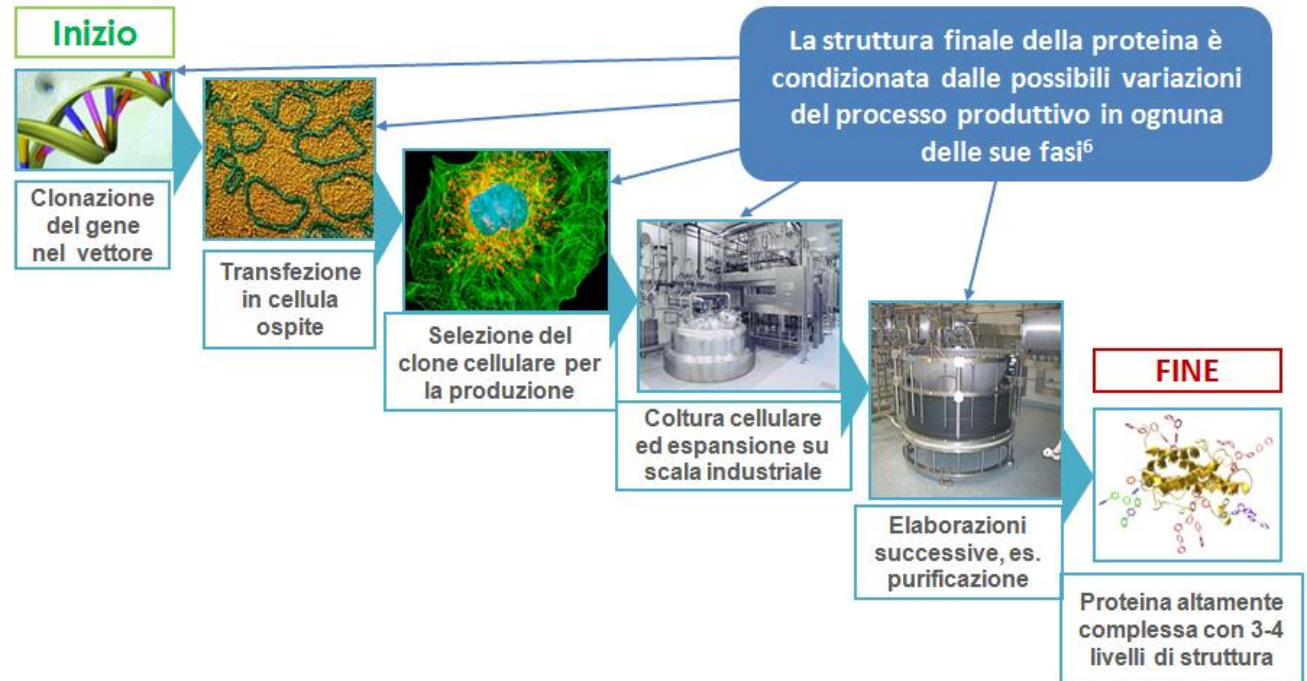 Inizio
La struttura finale della proteina è
condizionata dalle possibili variazioni
del processo produttivo in ognuna
delle sue fasi⁶
Clonazione
del gene
nel vettore
Transfezione
in cellula
ospite
Selezione del
clone cellulare per
la produzione
Coltura cellulare
ed espansione su
scala industriale
Elaborazioni
successive, es.
purificazione
FINE
Proteina altamente
complessa con 3-4
livelli di struttura